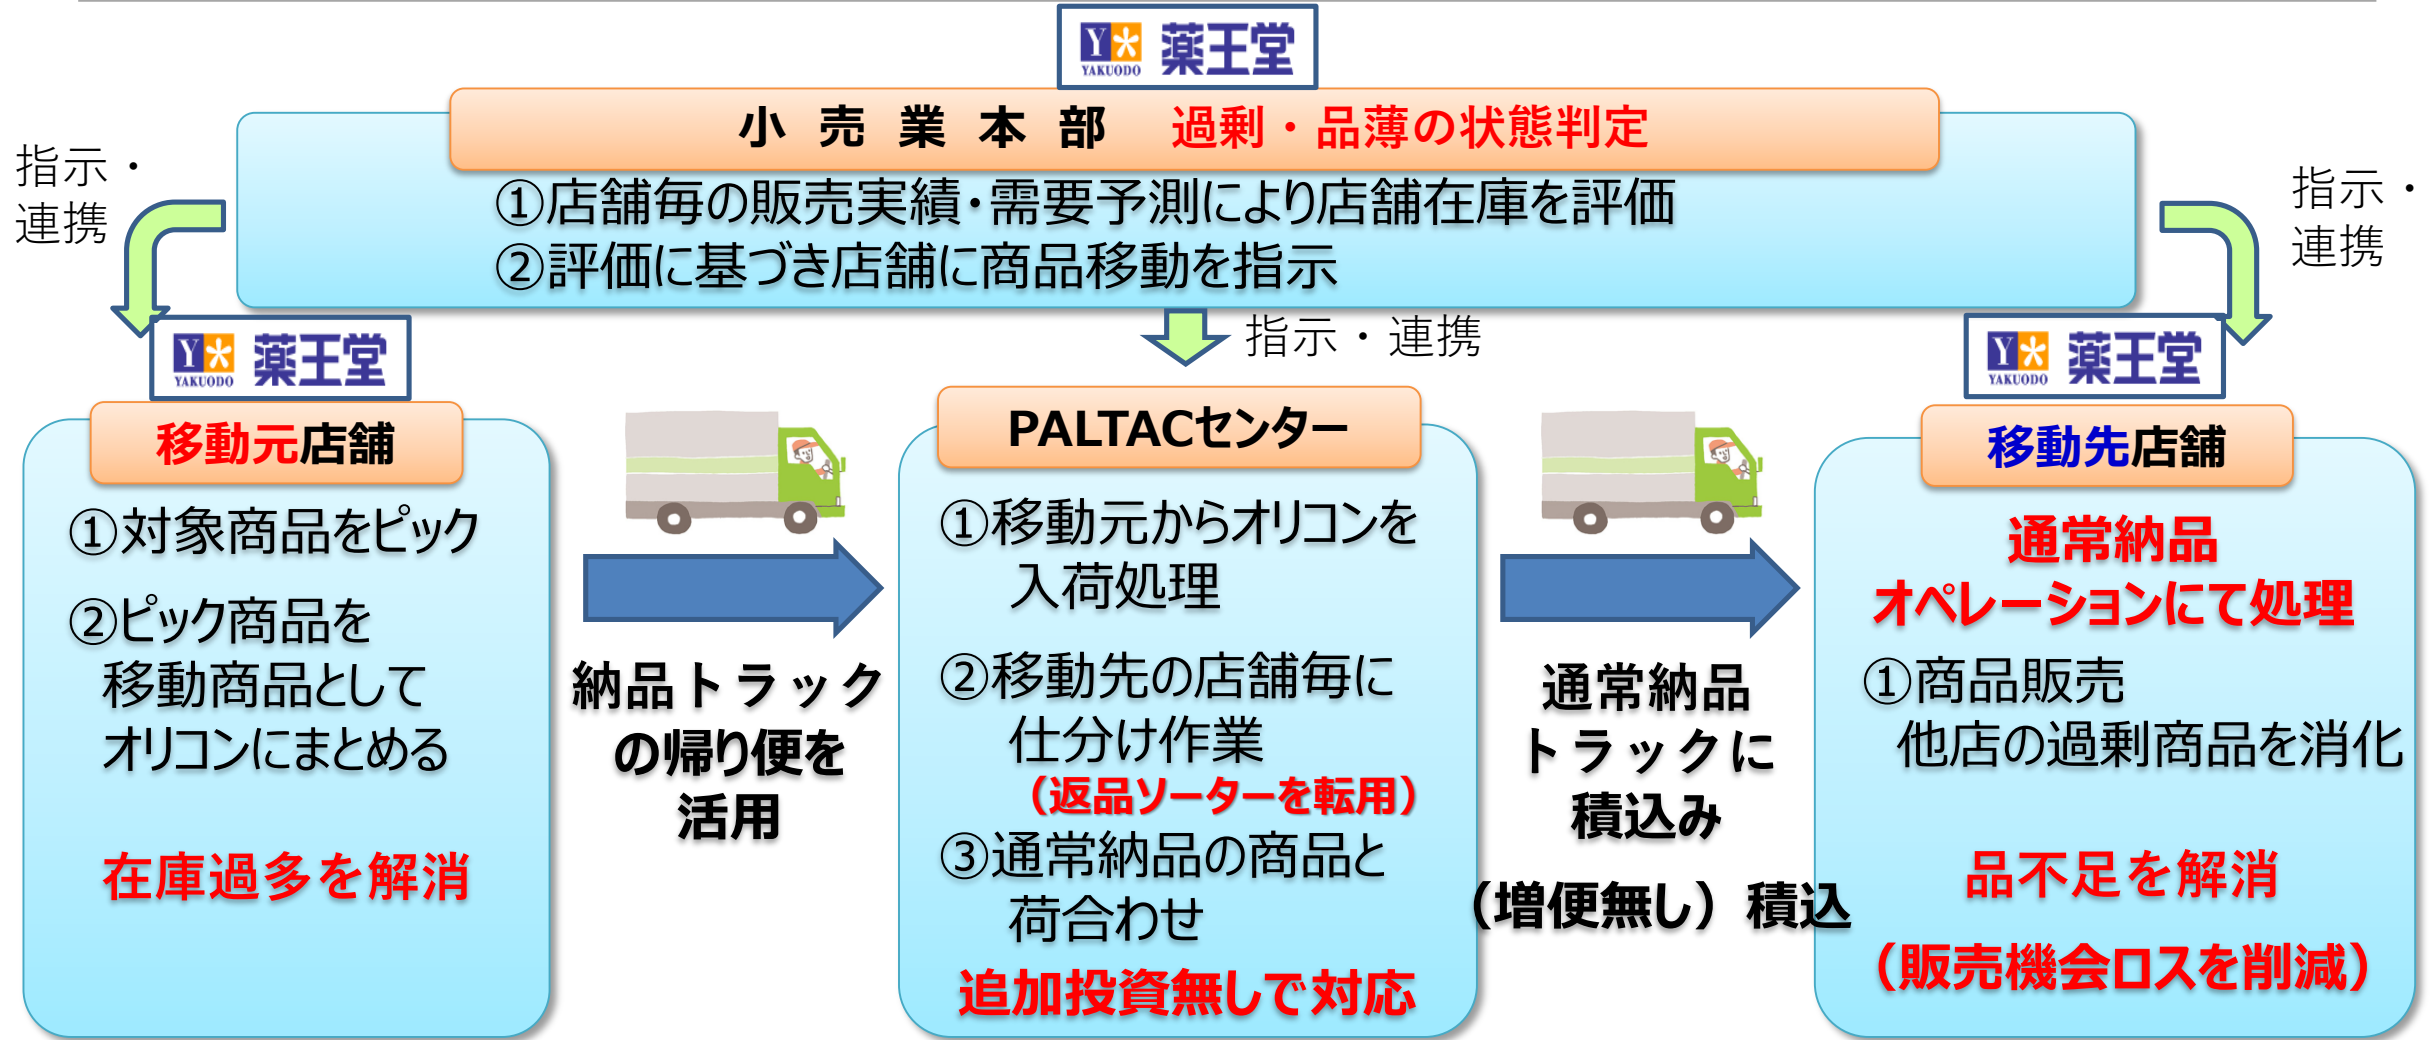 Y* YAKUODO 薬王堂
小売業本部 過剰・品薄の状態判定
①店舗毎の販売実績・需要予測により店舗在庫を評価
②評価に基づき店舗に商品移動を指示
指示・
連携
指示・連携
指示・
連携
Y* YAKUODO 薬王堂
移動元店舗
①対象商品をピック
②ピック商品を
移動商品として
オリコンにまとめる
在庫過多を解消
納品トラック
の帰り便を
活用
PALTACセンター
①移動元からオリコンを
入荷処理
②移動先の店舗毎に
仕分け作業
（返品ソーターを転用）
③通常納品の商品と
荷合わせ
追加投資無しで対応
通常納品
トラックに
積込み
（増便無し）積込
Y* YAKUODO 薬王堂
移動先店舗
通常納品
オペレーションにて処理
①商品販売
他店の過剰商品を消化
品不足を解消
（販売機会ロスを削減）